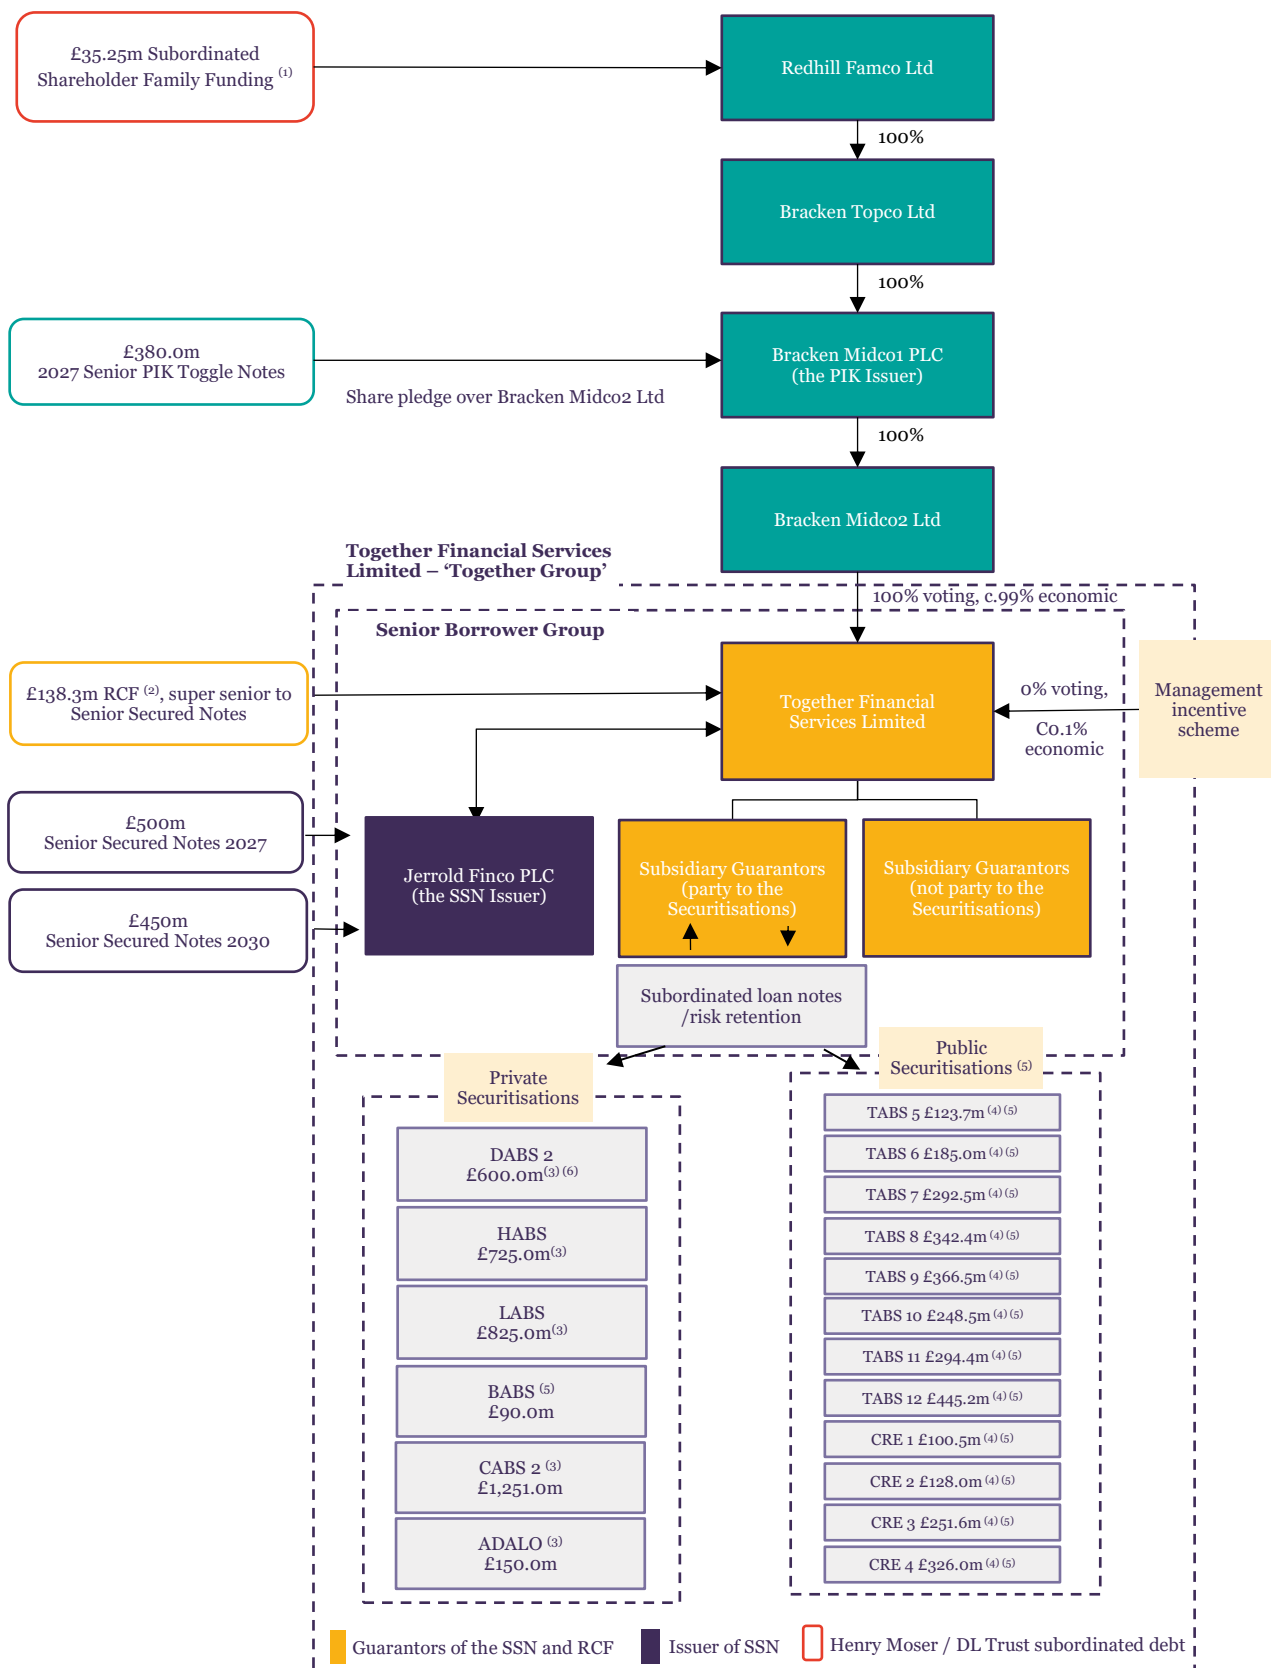 £35.25m Subordinated
Shareholder Family Funding (1)
Redhill Famco Ltd
100%
Bracken Topco Ltd
100%
£380.0m
2027 Senior PIK Toggle Notes
Share pledge over Bracken Midco2 Ltd
Bracken Midco1 PLC
(the PIK Issuer)
100%
Bracken Midco2 Ltd
Together Financial Services
Limited – ‘Together Group’
100% voting, c.99% economic
Senior Borrower Group
£138.3m RCF (2), super senior to
Senior Secured Notes
Together Financial
Services Limited
0% voting,
C0.1%
economic
Management
incentive
scheme
£500m
Senior Secured Notes 2027
£450m
Senior Secured Notes 2030
Jerrold Finco PLC
(the SSN Issuer)
Subsidiary Guarantors
(party to the
Securitisations)
Subsidiary Guarantors
(not party to the
Securitisations)
Subordinated loan notes
/risk retention
Private
Securitisations
DABS 2
£600.0m(3) (6)
HABS
£725.0m(3)
LABS
£825.0m(3)
BABS (5)
£90.0m
CABS 2 (3)
£1,251.0m
ADALO (3)
£150.0m
Public
Securitisations (5)
TABS 5 £123.7m (4) (5)
TABS 6 £185.0m (4) (5)
TABS 7 £292.5m (4) (5)
TABS 8 £342.4m (4) (5)
TABS 9 £366.5m (4) (5)
TABS 10 £248.5m (4) (5)
TABS 11 £294.4m (4) (5)
TABS 12 £445.2m (4) (5)
CRE 1 £100.5m (4) (5)
CRE 2 £128.0m (4) (5)
CRE 3 £251.6m (4) (5)
CRE 4 £326.0m (4) (5)
Guarantors of the SSN and RCF
Issuer of SSN
Henry Moser / DL Trust subordinated debt